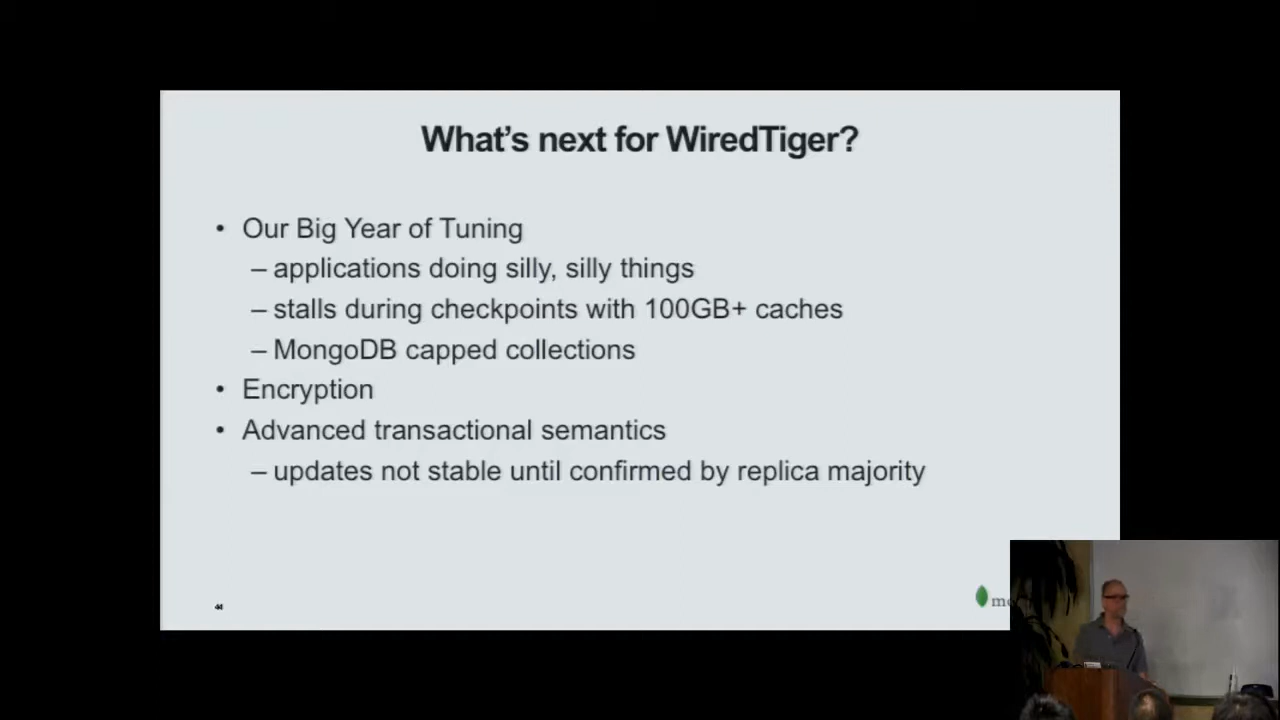 What's next for WiredTiger?
• Our Big Year of Tuning
– applications doing silly, silly things
– stalls during checkpoints with 100GB+ caches
– MongoDB capped collections
• Encryption
• Advanced transactional semantics
– updates not stable until confirmed by replica majority
44